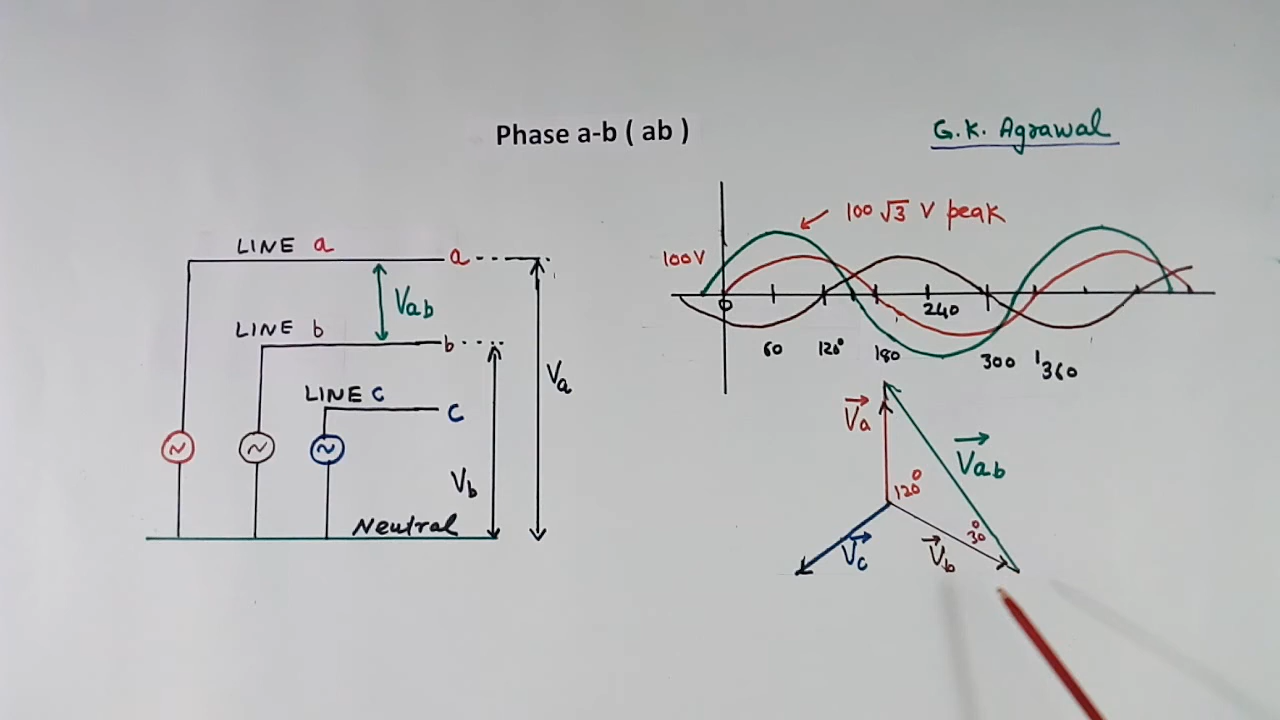 Phase a-b ( ab )
G.K. Agrawal
LINE a
a
Vab
LINE b
b
LINE C
C
Va
Vb
Neutral
100 √3 V peak
100V
0
240
60
120°
180
300
360
Va
Vab
120°
30°
Vb
Vc